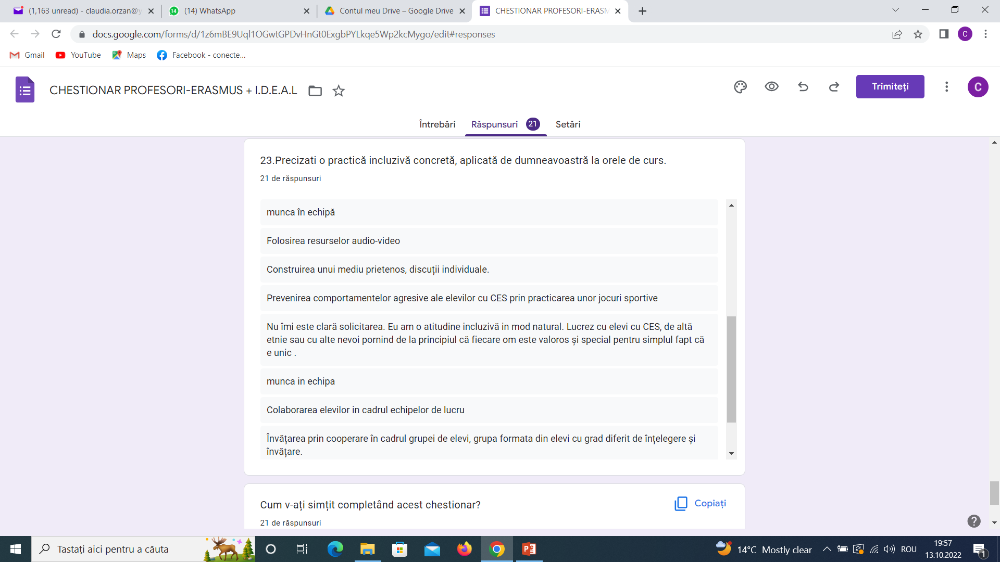 (1,163 unread) - claudia.orzan@y
(14) WhatsApp
Contul meu Drive – Google Drive
CHESTIONAR PROFESORI-ERASM
docs.google.com/forms/d/1z6mBE9Uql1OGwtGPDvHnGt0ExgbPYLkqe5Wp2kcMygo/edit#responses
C
Gmail
YouTube
Maps
Facebook - conecte...
CHESTIONAR PROFESORI-ERASMUS + I.D.E.A.L
Trimiteți
C
Întrebări
Răspunsuri 21
Setări
23.Precizati o practică incluzivă concretă, aplicată de dumneavoastră la orele de curs.
21 de răspunsuri
munca în echipă
Folosirea resurselor audio-video
Construirea unui mediu prietenos, discuții individuale.
Prevenirea comportamentelor agresive ale elevilor cu CES prin practicarea unor jocuri sportive
Nu îmi este clară solicitarea. Eu am o atitudine incluzivă in mod natural. Lucrez cu elevi cu CES, de altă
etnie sau cu alte nevoi pornind de la principiul că fiecare om este valoros și special pentru simplul fapt că
e unic .
munca in echipa
Colaborarea elevilor in cadrul echipelor de lucru
Învățarea prin cooperare în cadrul grupei de elevi, grupa formata din elevi cu grad diferit de înțelegere și
învățare.
Cum v-ați simțit completând acest chestionar?
Copiați
21 de răspunsuri
Tastați aici pentru a căuta
14°C Mostly clear
ROU
19:57
13.10.2022
1